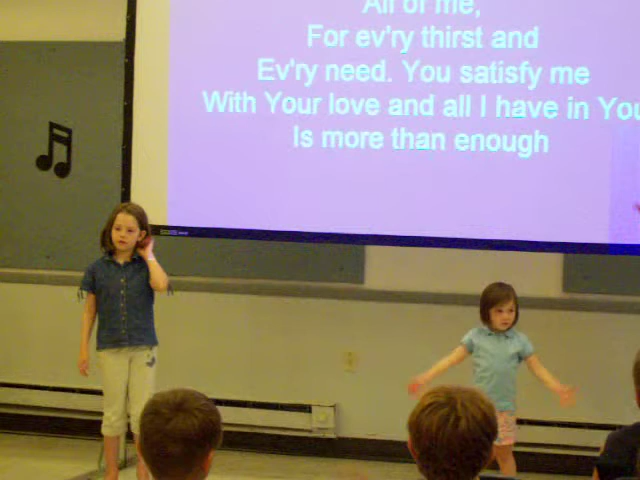 All of me,
For ev'ry thirst and
Ev'ry need. You satisfy me
With Your love and all I have in You
Is more than enough